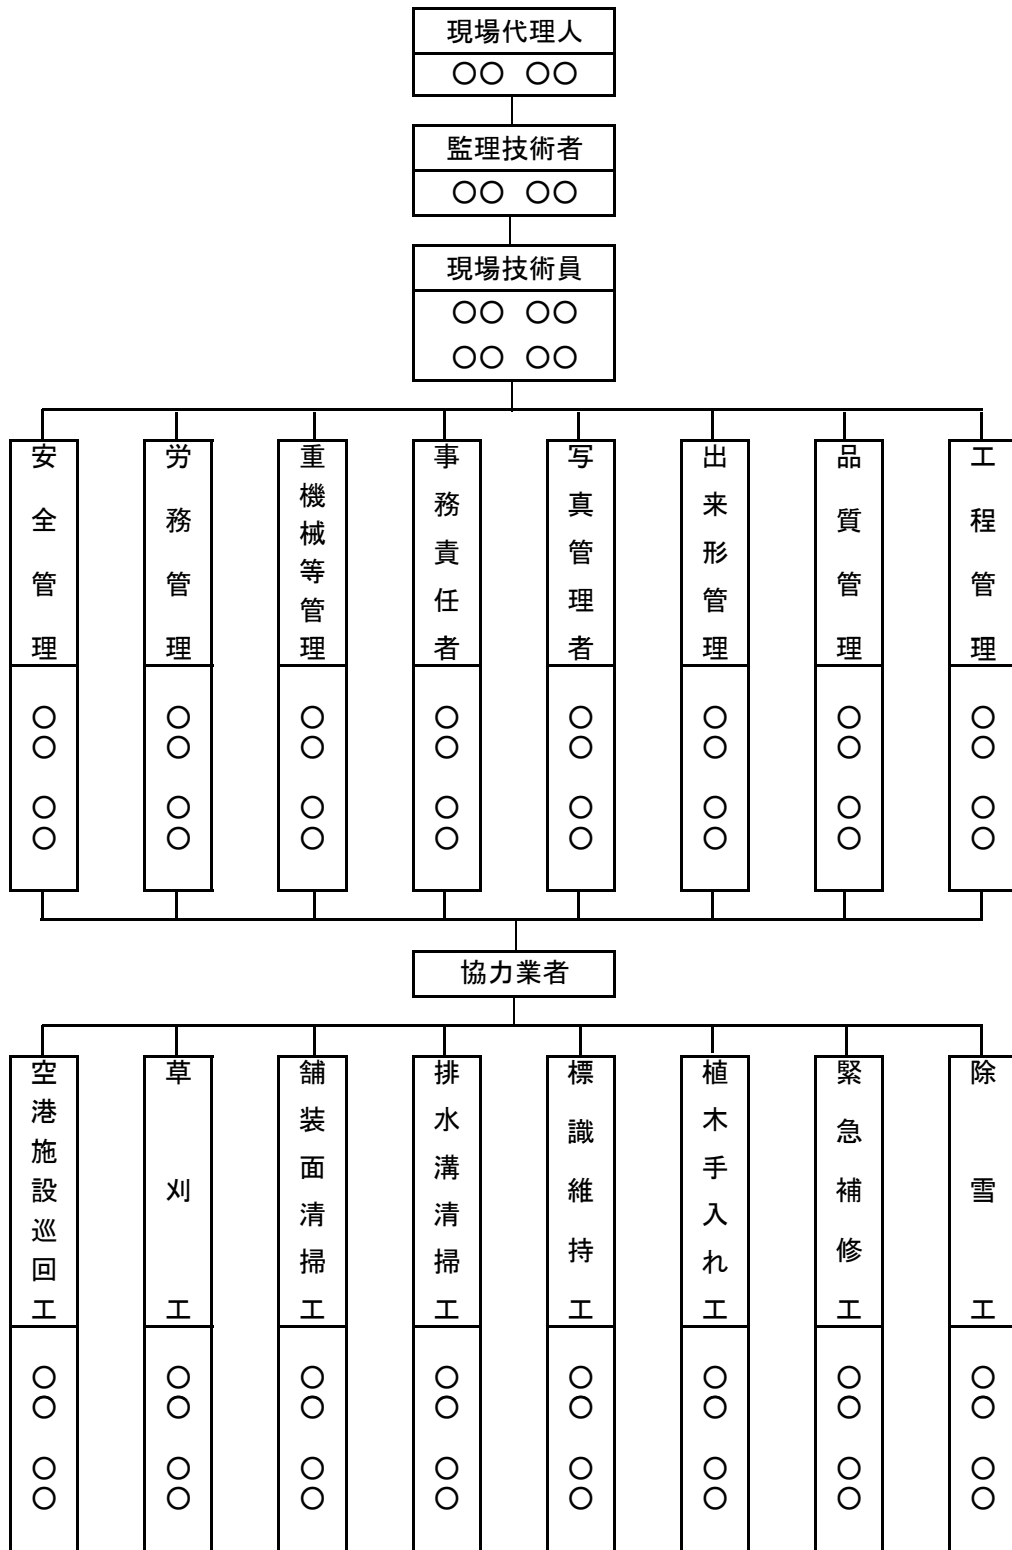 現場代理人
○○ ○○
監理技術者
○○ ○○
現場技術員
○○ ○○
○○ ○○
安全管理
○○ ○○
労務管理
○○ ○○
重機械等管理
○○ ○○
事務責任者
○○ ○○
写真管理者
○○ ○○
出来形管理
○○ ○○
品質管理
○○ ○○
工程管理
○○ ○○
協力業者
空港施設巡回工
○○ ○○
草刈工
○○ ○○
舗装面清掃工
○○ ○○
排水溝清掃工
○○ ○○
標識維持工
○○ ○○
植木手入れ工
○○ ○○
緊急補修工
○○ ○○
除雪工
○○ ○○